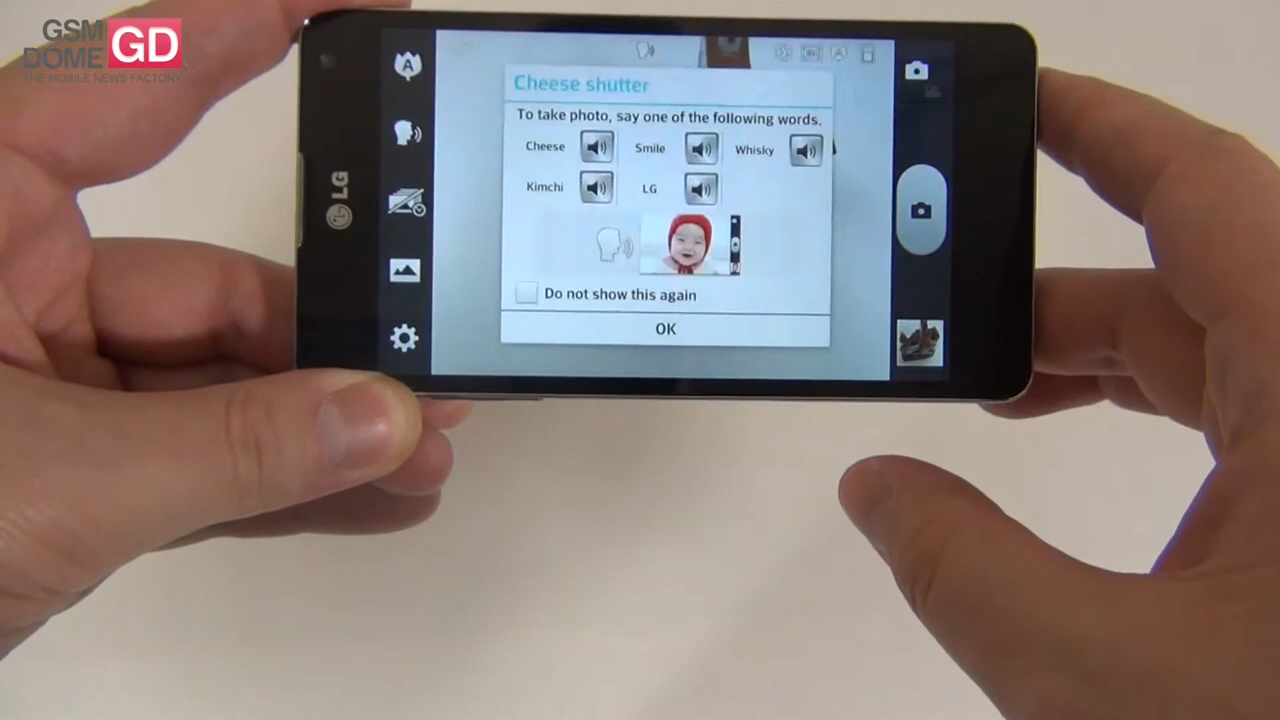 GSM
DOME GD
THE MOBILE NEWS FACTORY
LG
Cheese shutter
To take photo, say one of the following words.
Cheese Smile Whisky
Kimchi LG
Do not show this again
OK